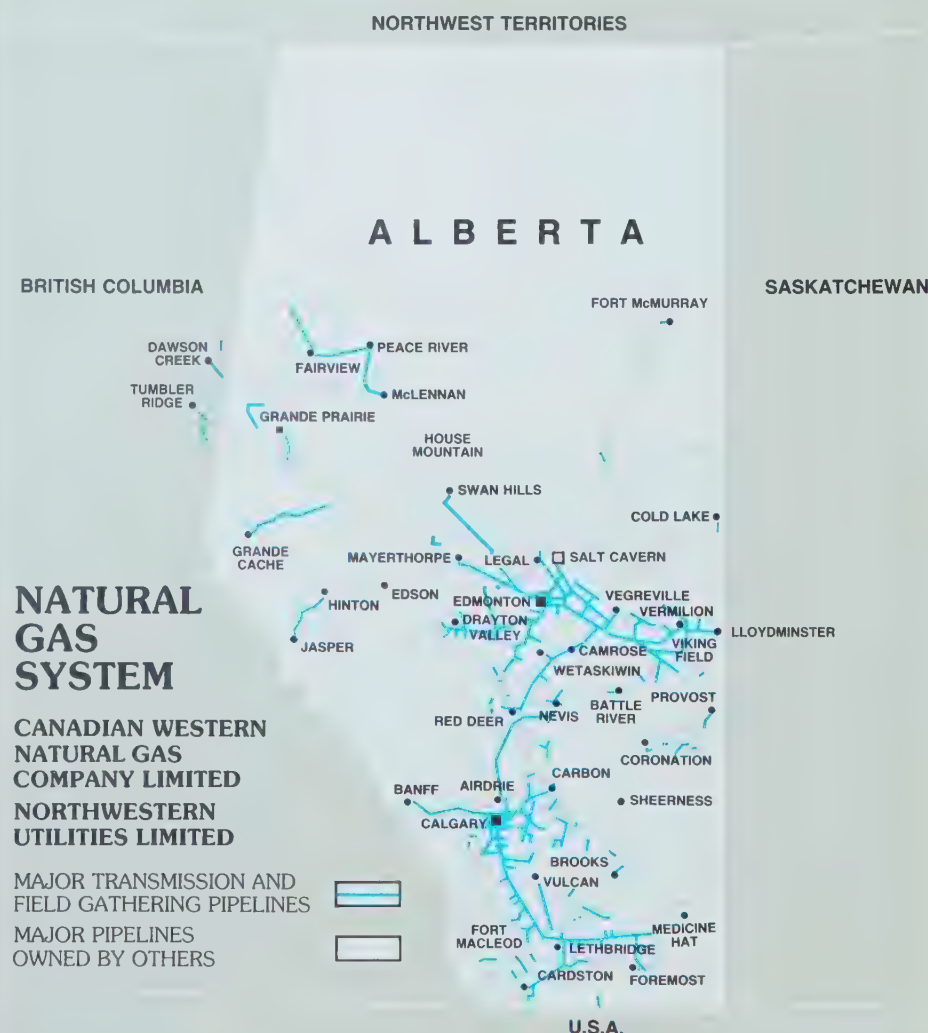 NORTHWEST TERRITORIES
ALBERTA
BRITISH COLUMBIA
SASKATCHEWAN
FORT McMURRAY
DAWSON
CREEK
PEACE RIVER
FAIRVIEW
TUMBLER
RIDGE
McLENNAN
GRANDE PRAIRIE
HOUSE
MOUNTAIN
SWAN HILLS
COLD LAKE
GRANDE
CACHE
MAYERTHORPE
LEGAL
SALT CAVERN
HINTON
EDSON
EDMONTON
VEGREVILLE
VERMILION
DRAYTON
VALLEY
LLOYDMINSTER
VIKING
FIELD
JASPER
CAMROSE
WETASKIWIN
RED DEER
NEVIS
BATTLE
RIVER
PROVOST
CORONATION
CARBON
BANFF
AIRDRIE
SHEERNESS
CALGARY
BROOKS
VULCAN
FORT
MACLEOD
MEDICINE
HAT
LETHBRIDGE
CARDSTON
FOREMOST
U.S.A.
NATURAL
GAS
SYSTEM
CANADIAN WESTERN
NATURAL GAS
COMPANY LIMITED
NORTHWESTERN
UTILITIES LIMITED
MAJOR TRANSMISSION AND
FIELD GATHERING PIPELINES
MAJOR PIPELINES
OWNED BY OTHERS